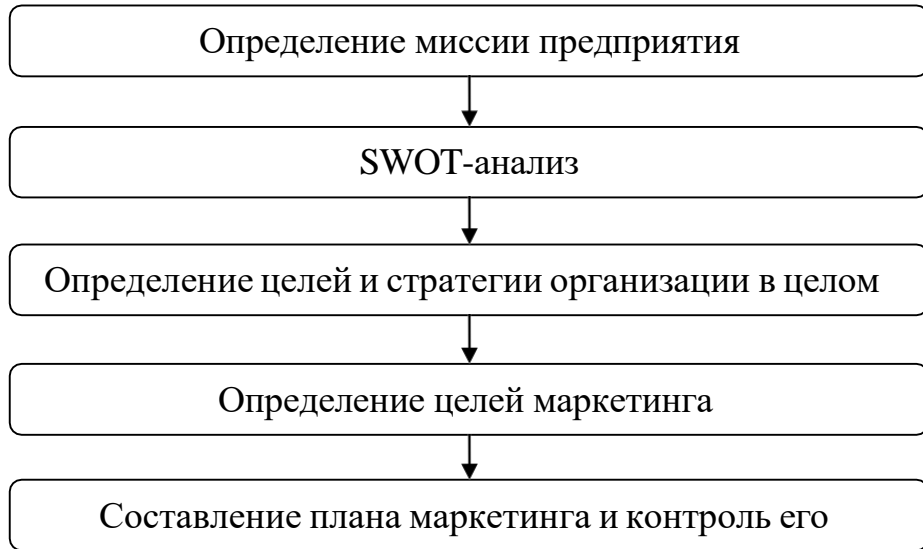 Определение миссии предприятия
SWOT-анализ
Определение целей и стратегии организации в целом
Определение целей маркетинга
Составление плана маркетинга и контроль его